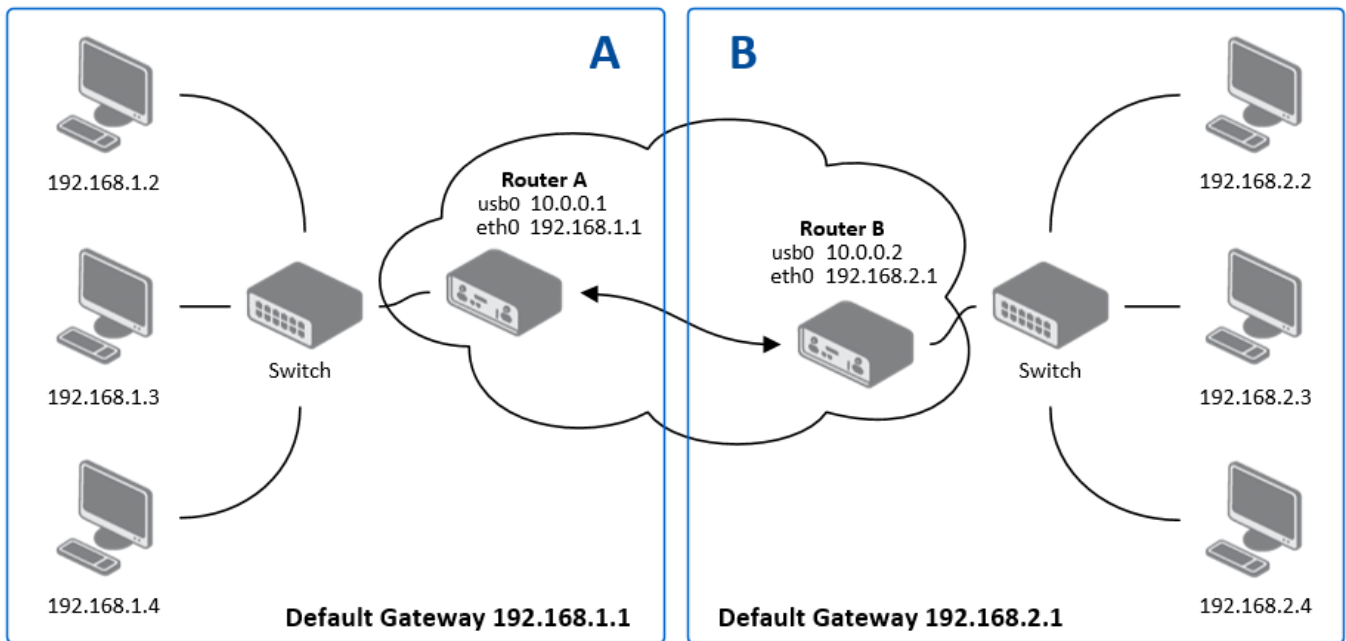 A
B
192.168.1.2
Router A
usb0 10.0.0.1
eth0 192.168.1.1
192.168.2.2
Router B
usb0 10.0.0.2
eth0 192.168.2.1
Switch
Switch
192.168.1.3
192.168.2.3
192.168.1.4
Default Gateway 192.168.1.1
Default Gateway 192.168.2.1
192.168.2.4